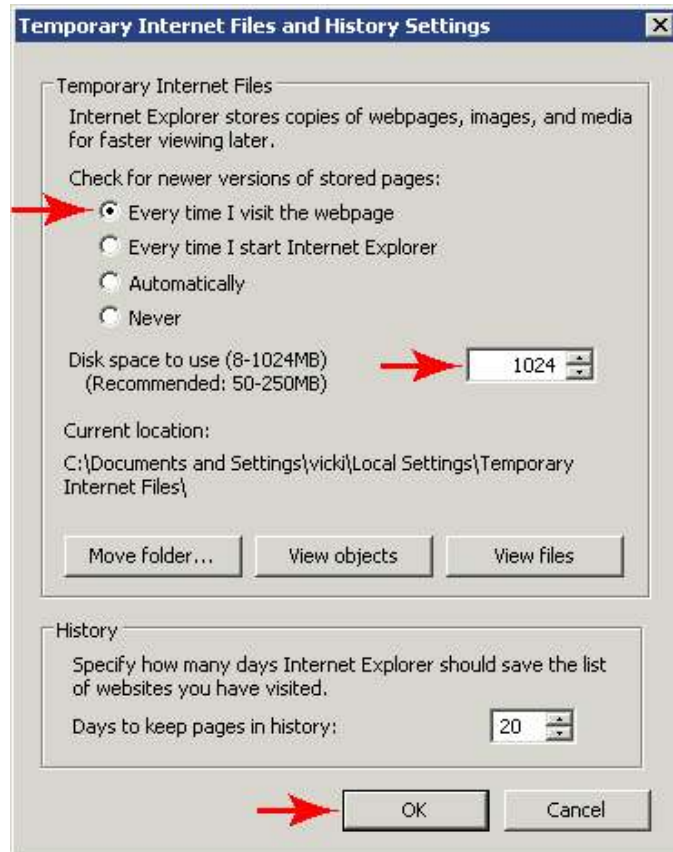 Temporary Internet Files and History Settings
Temporary Internet Files
Internet Explorer stores copies of webpages, images, and media
for faster viewing later.
Check for newer versions of stored pages:
Every time I visit the webpage
Every time I start Internet Explorer
Automatically
Never
Disk space to use (8-1024MB)
(Recommended: 50-250MB)
1024
Current location:
C:\Documents and Settings\vicki\Local Settings\Temporary
Internet Files\
Move folder... View objects View files
History
Specify how many days Internet Explorer should save the list
of websites you have visited.
Days to keep pages in history: 20
OK Cancel